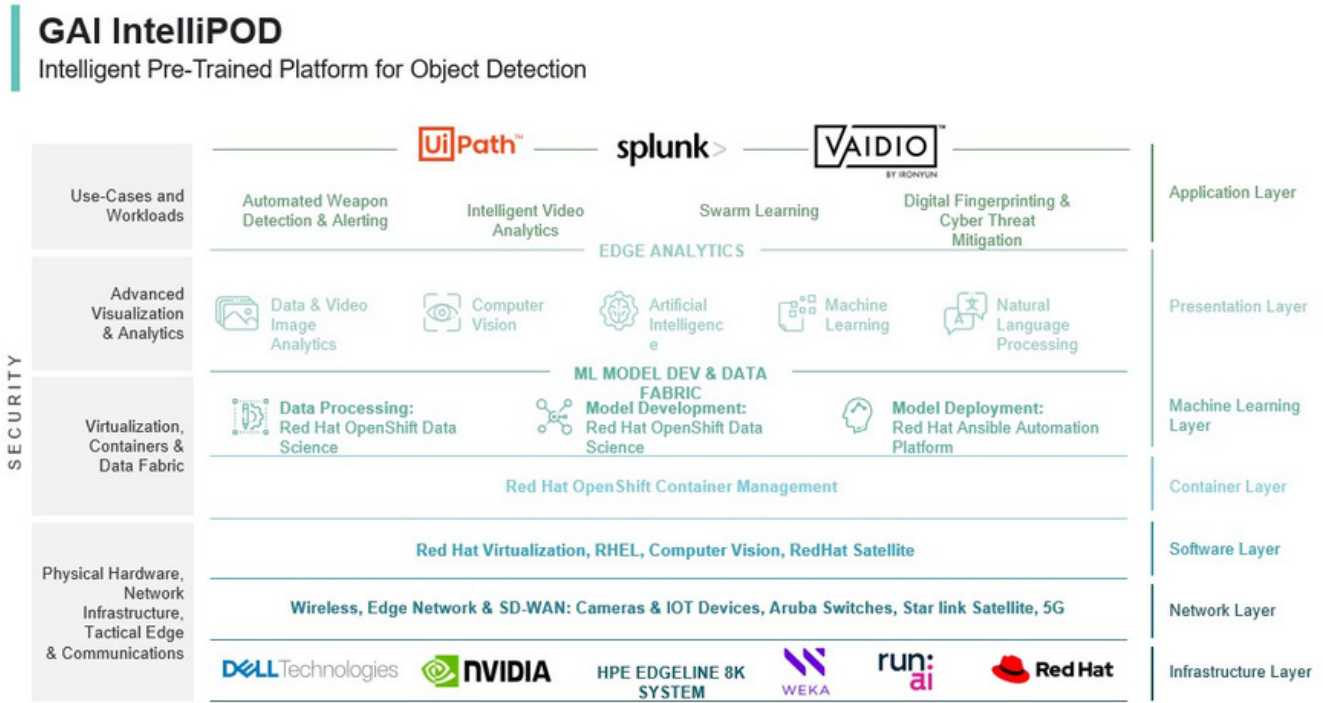 GAI IntelliPOD
Intelligent Pre-Trained Platform for Object Detection
SECURITY
Use-Cases and
Workloads
UiPath™
splunk>
VAIDIO™
BY IRONYUN
Automated Weapon
Detection & Alerting
Intelligent Video
Analytics
Swarm Learning
Digital Fingerprinting &
Cyber Threat
Mitigation
Application Layer
EDGE ANALYTICS
Advanced
Visualization
& Analytics
Data & Video
Image
Analytics
Computer
Vision
Artificial
Intelligenc
e
Machine
Learning
Natural
Language
Processing
Presentation Layer
ML MODEL DEV & DATA
FABRIC
Virtualization,
Containers &
Data Fabric
Data Processing:
Red Hat OpenShift Data
Science
Model Development:
Red Hat OpenShift Data
Science
Model Deployment:
Red Hat Ansible Automation
Platform
Machine Learning
Layer
Red Hat OpenShift Container Management
Container Layer
Physical Hardware,
Network
Infrastructure,
Tactical Edge
& Communications
Red Hat Virtualization, RHEL, Computer Vision, RedHat Satellite
Software Layer
Wireless, Edge Network & SD-WAN: Cameras & IOT Devices, Aruba Switches, Star link Satellite, 5G
Network Layer
DELL Technologies
NVIDIA
HPE EDGELINE 8K
SYSTEM
WEKA
run:
ai
Red Hat
Infrastructure Layer